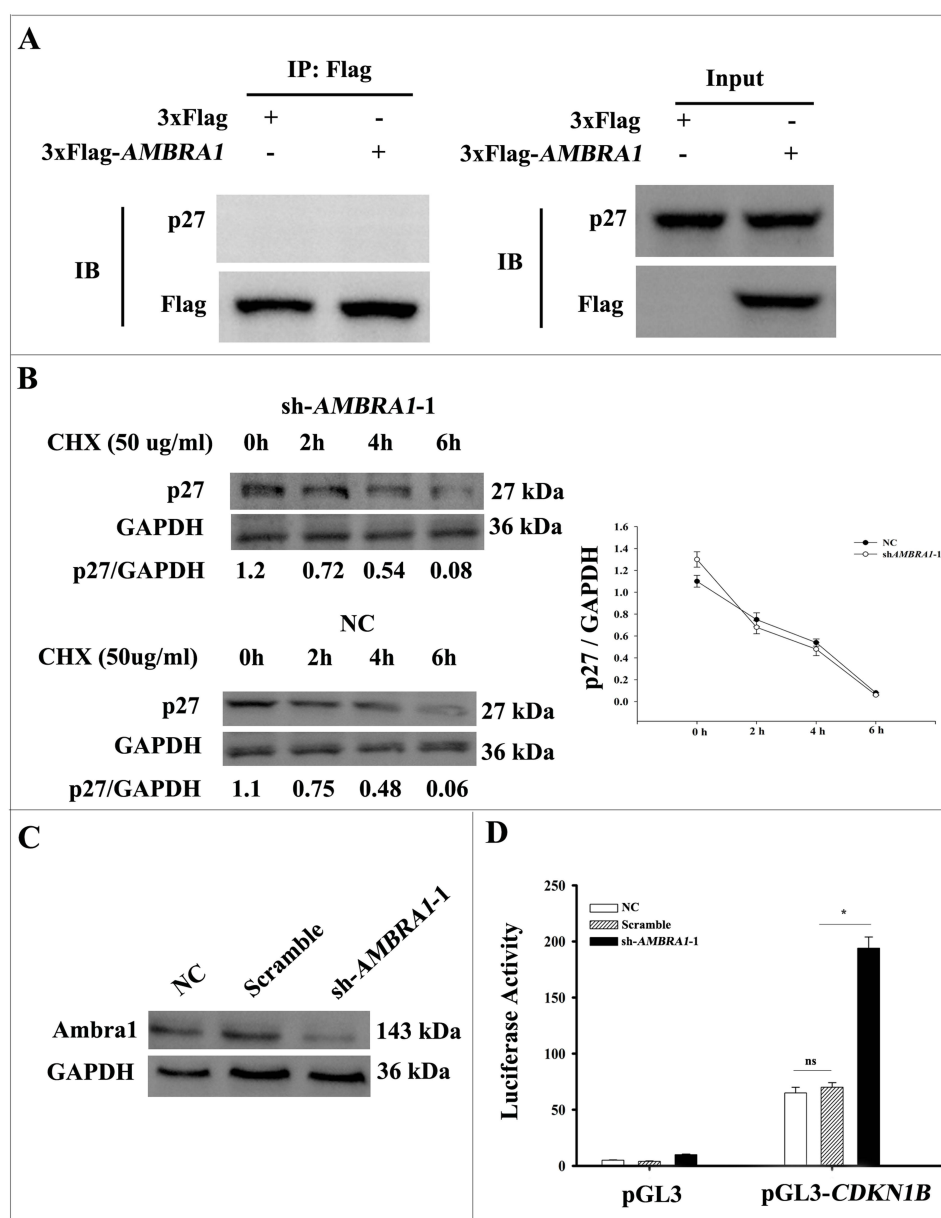 A
IP: Flag
3xFlag + -
3xFlag-AMBRA1 - +
p27
IB
Flag
Input
3xFlag + -
3xFlag-AMBRA1 - +
p27
IB
Flag
B
sh-AMBRA1-1
CHX (50 ug/ml) 0h 2h 4h 6h
p27 27 kDa
GAPDH 36 kDa
p27/GAPDH 1.2 0.72 0.54 0.08
NC
CHX (50ug/ml) 0h 2h 4h 6h
p27 27 kDa
GAPDH 36 kDa
p27/GAPDH 1.1 0.75 0.48 0.06
p27 / GAPDH
1.6
1.4
1.2
1.0
0.8
0.6
0.4
0.2
0.0
0 h 2 h 4 h 6 h
NC
shAMBRA1-1
C
NC Scramble sh-AMBRA1-1
Ambra1 143 kDa
GAPDH 36 kDa
D
Luciferase Activity
250
200
150
100
50
0
NC
Scramble
sh-AMBRA1-1
*
ns
pGL3 pGL3-CDKN1B